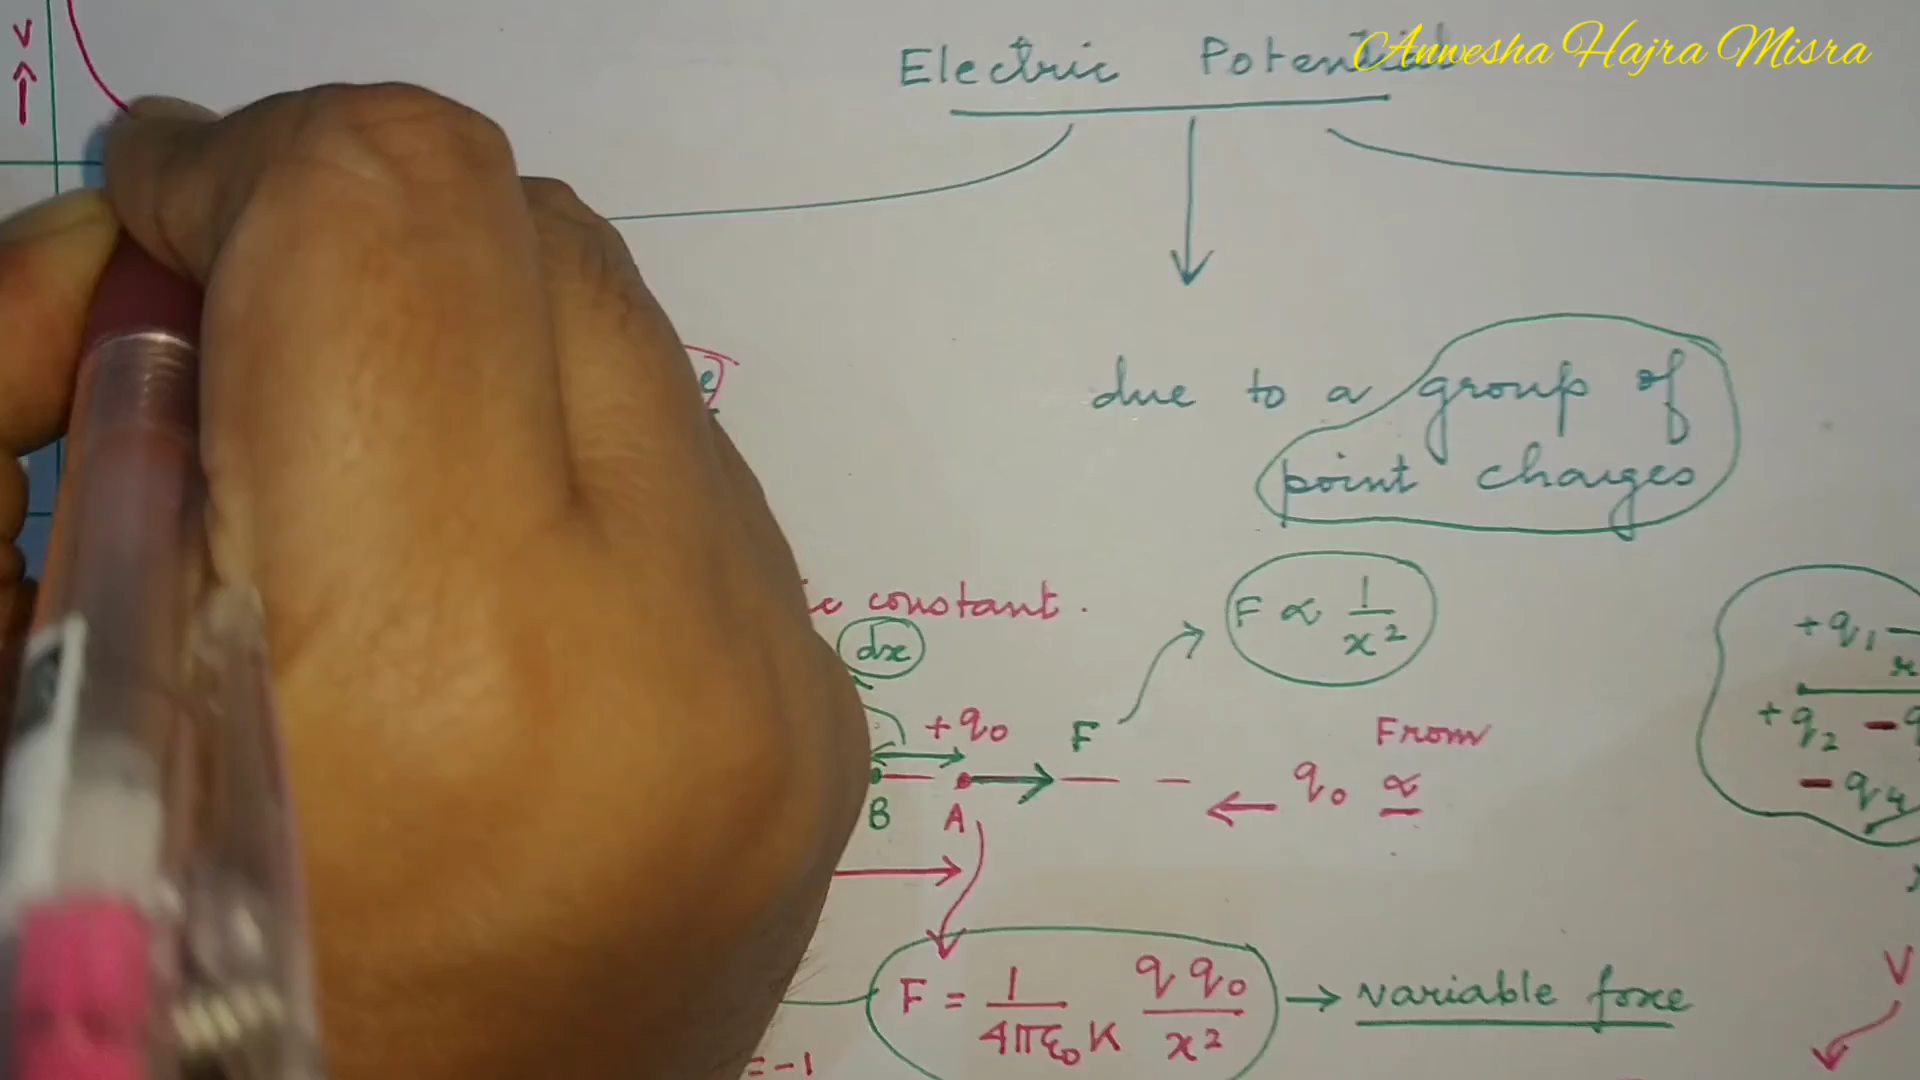 V
Electric Potential
Anwesha Hajra Misra
due to a group of
point charges
constant.
F ∝ 1/x²
dx
+q₁
+q₀
F
From
+q₂ -q
B
A
q₀ ∝
-q₄
F = 1/4πε₀K qq₀/x² → variable force
V
= -1